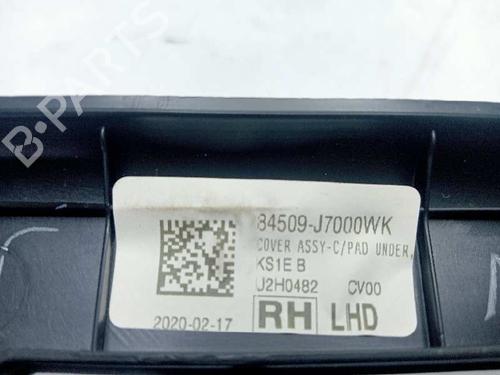 B-PARTS
84509-J7000WK
COVER ASSY-C/PAD UNDER,
KS1E B
U2H0482 CV00
2020-02-17 RH LHD